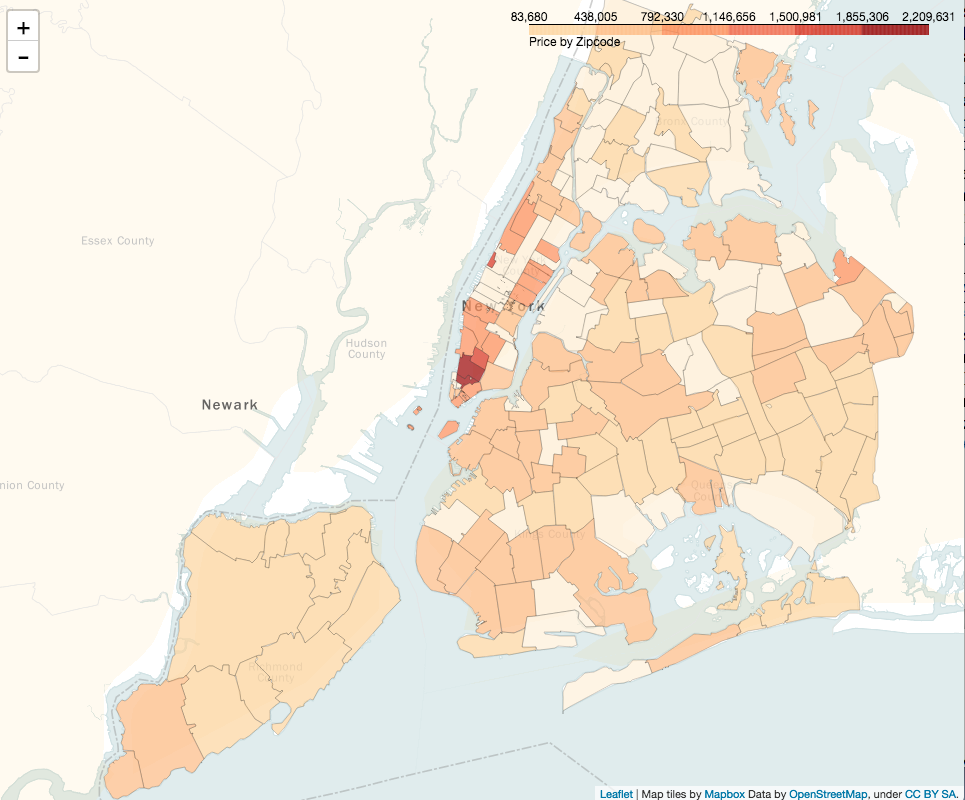 +
-
83,680 438,005 792,330 1,146,656 1,500,981 1,855,306 2,209,631
Price by Zipcode
Bronx County
Essex County
New York
Hudson
County
Newark
nion County
Queens
County
ings County
Richmond
County
Leaflet | Map tiles by Mapbox Data by OpenStreetMap, under CC BY SA.